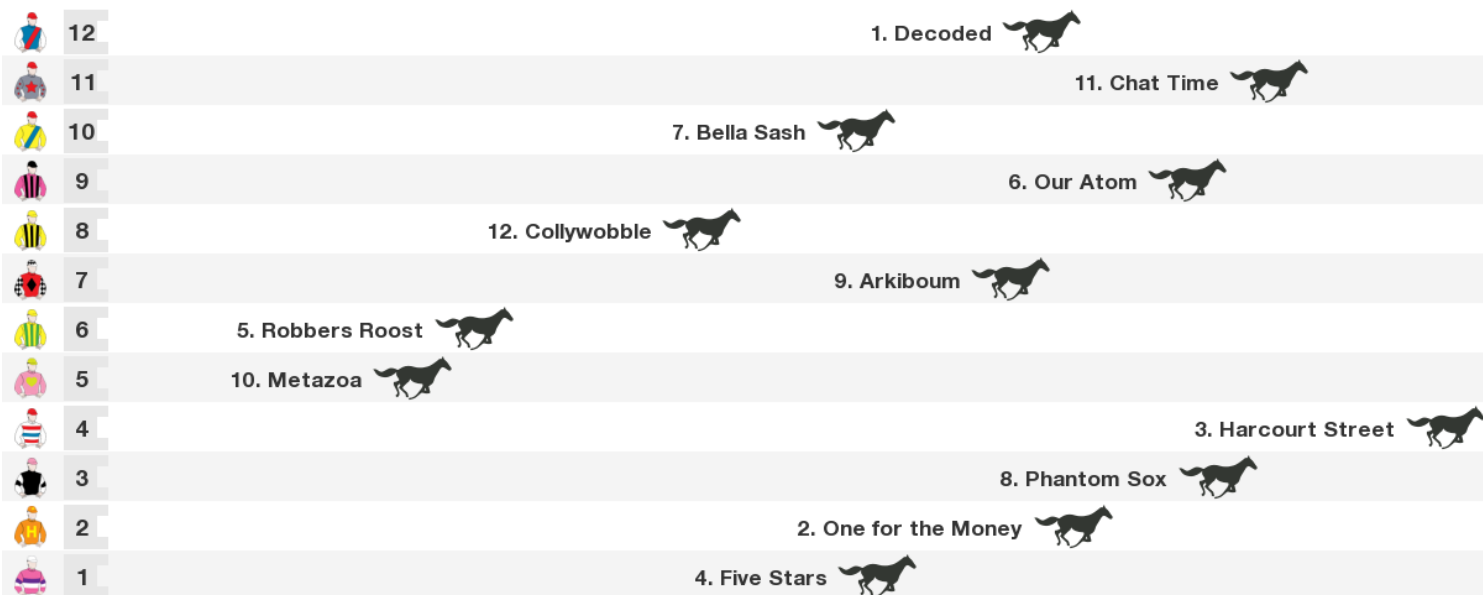 12 1. Decoded
11 11. Chat Time
10 7. Bella Sash
9 6. Our Atom
8 12. Collywobble
7 9. Arkiboum
6 5. Robbers Roost
5 10. Metazoa
4 3. Harcourt Street
3 8. Phantom Sox
2 2. One for the Money
H
1 4. Five Stars